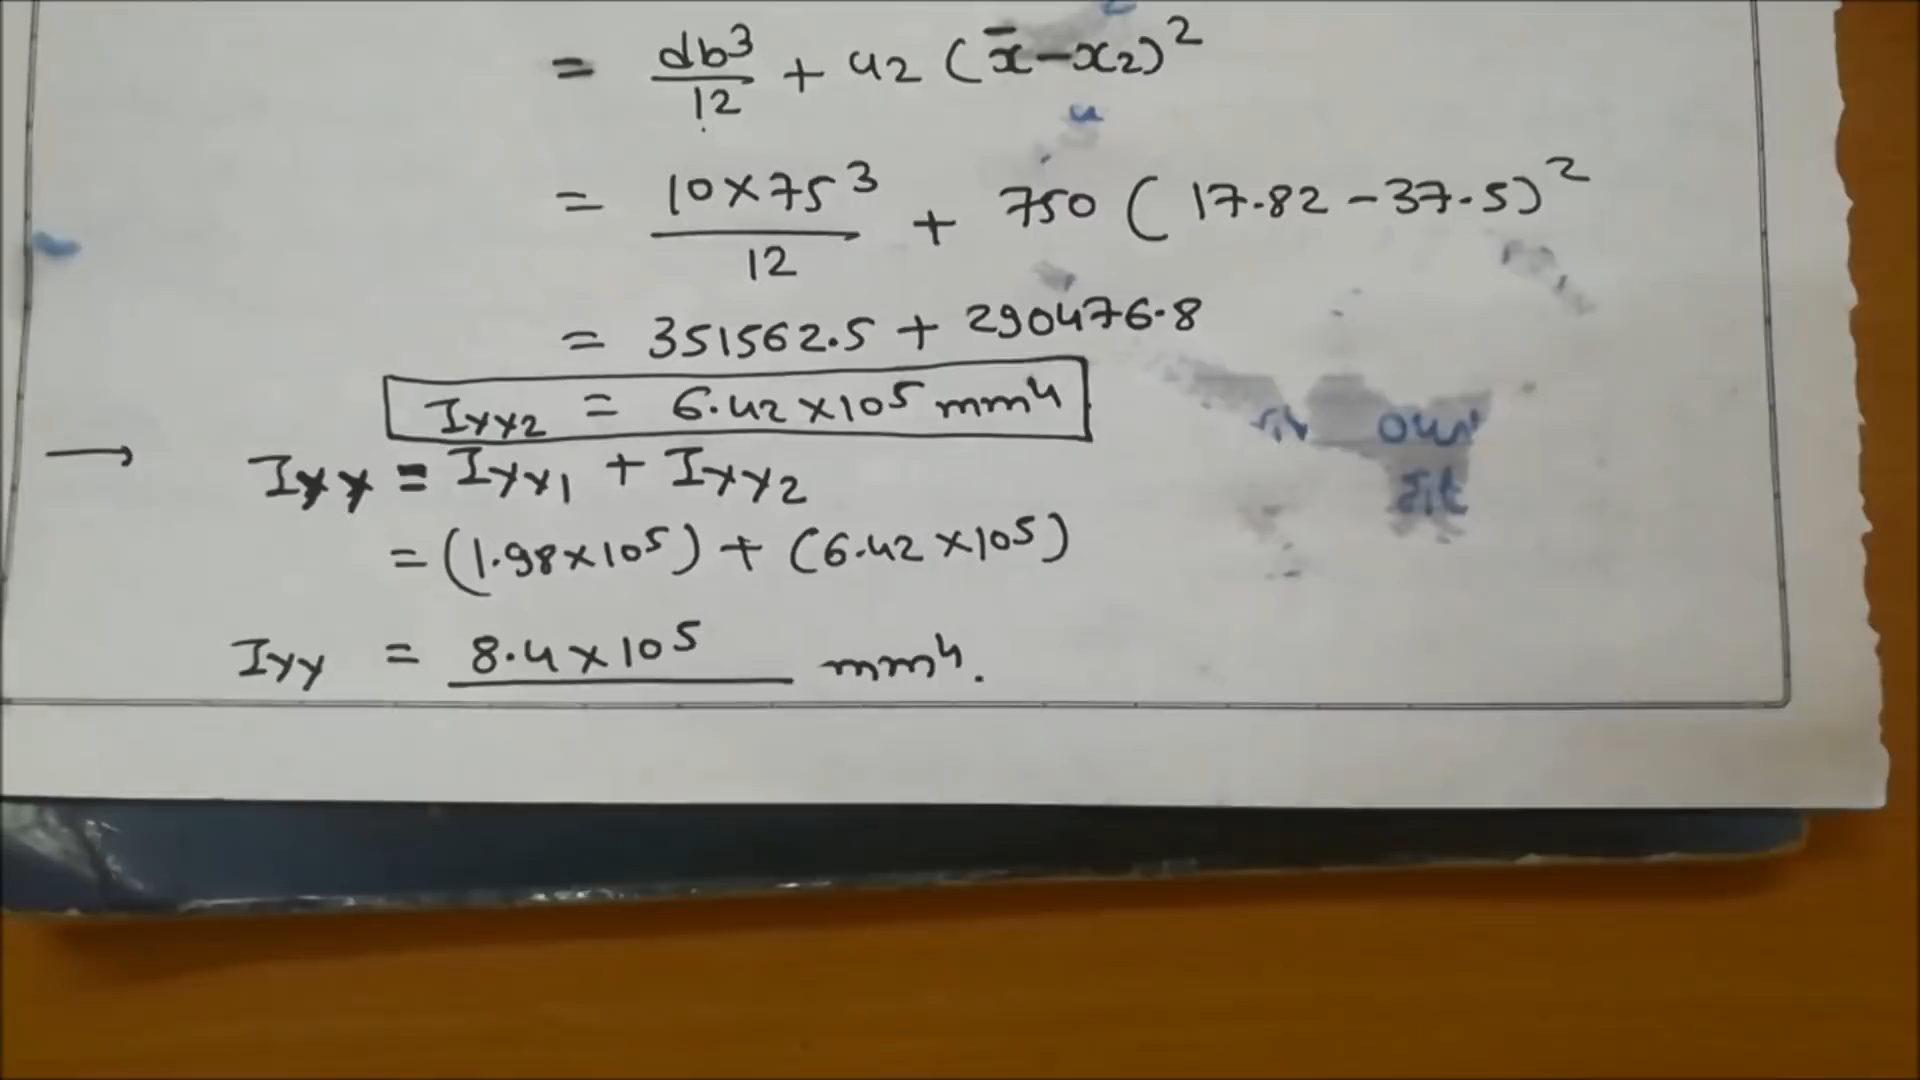 = db³/12 + a2 (x̄-x2)²
= 10×75³/12 + 750 (17.82-37.5)²
= 351562.5 + 290476.8
Iyy2 = 6.42×10⁵ mm⁴
→ Iyy = Iyy1 + Iyy2
= (1.98×10⁵) + (6.42×10⁵)
Iyy = 8.4×10⁵ mm⁴.